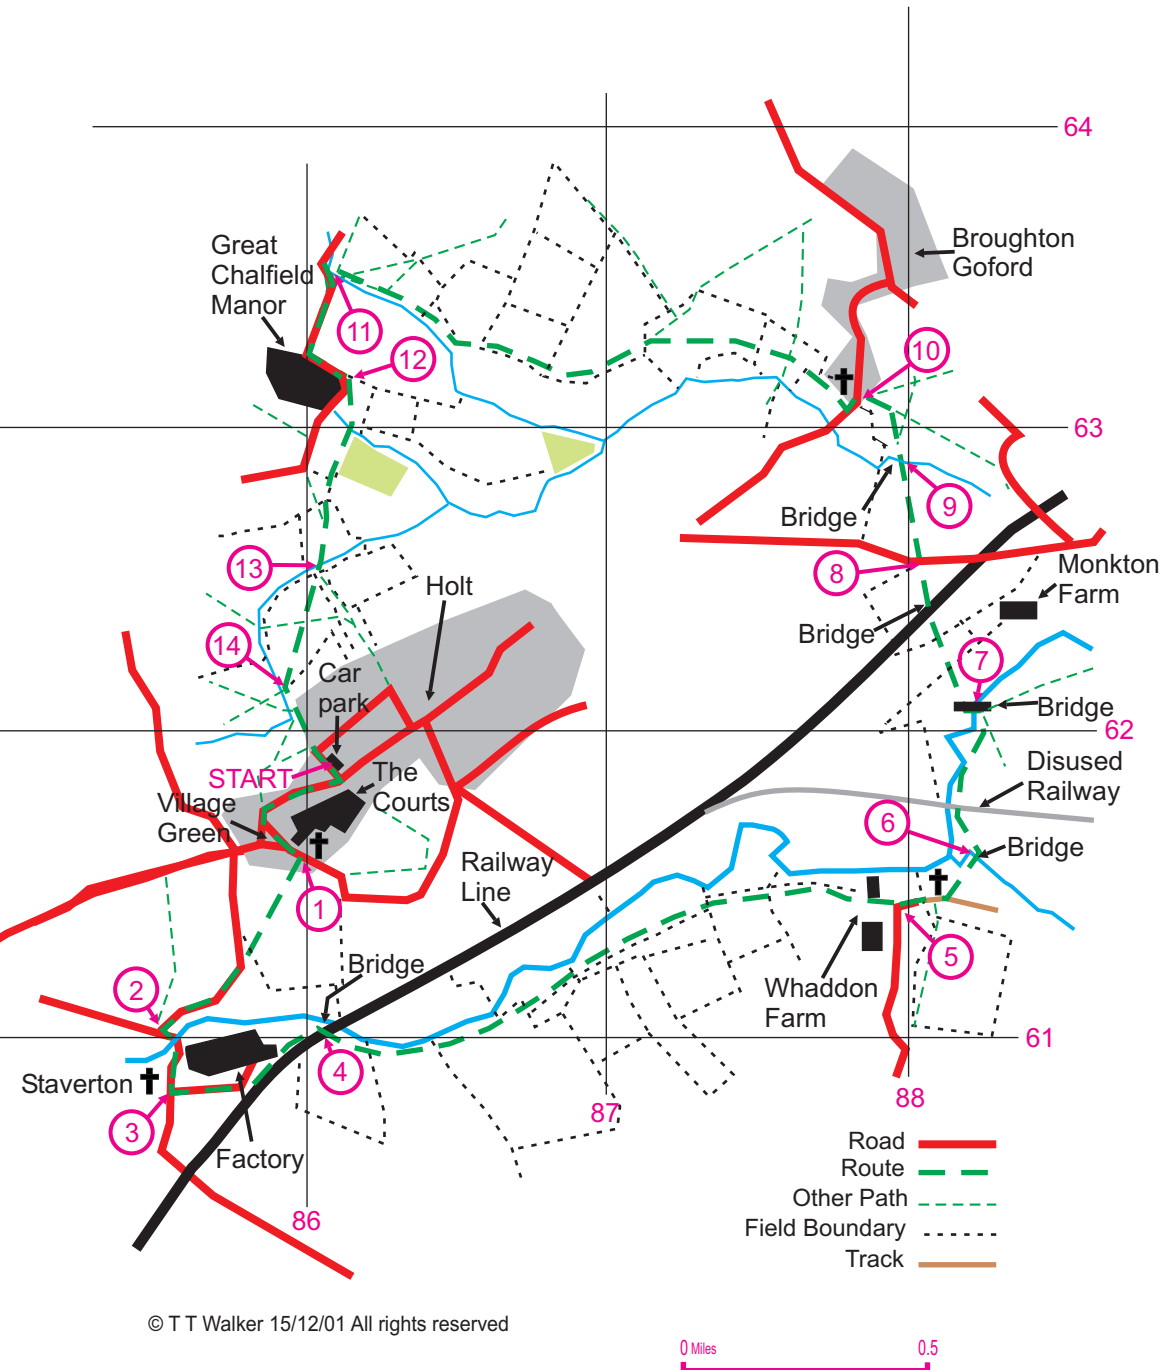 64
Great
Chalfield
Manor
Broughton
Goford
11
12
10
63
9
Bridge
8
Monkton
Farm
13
Holt
Bridge
14
Car
park
7
Bridge
62
START
The
Courts
Disused
Railway
Village
Green
6
Bridge
Railway
Line
1
5
Bridge
2
Whaddon
Farm
61
4
Staverton
3
87
88
Factory
86
Road
Route
Other Path
Field Boundary
Track
© T T Walker 15/12/01 All rights reserved
0 Miles
0.5